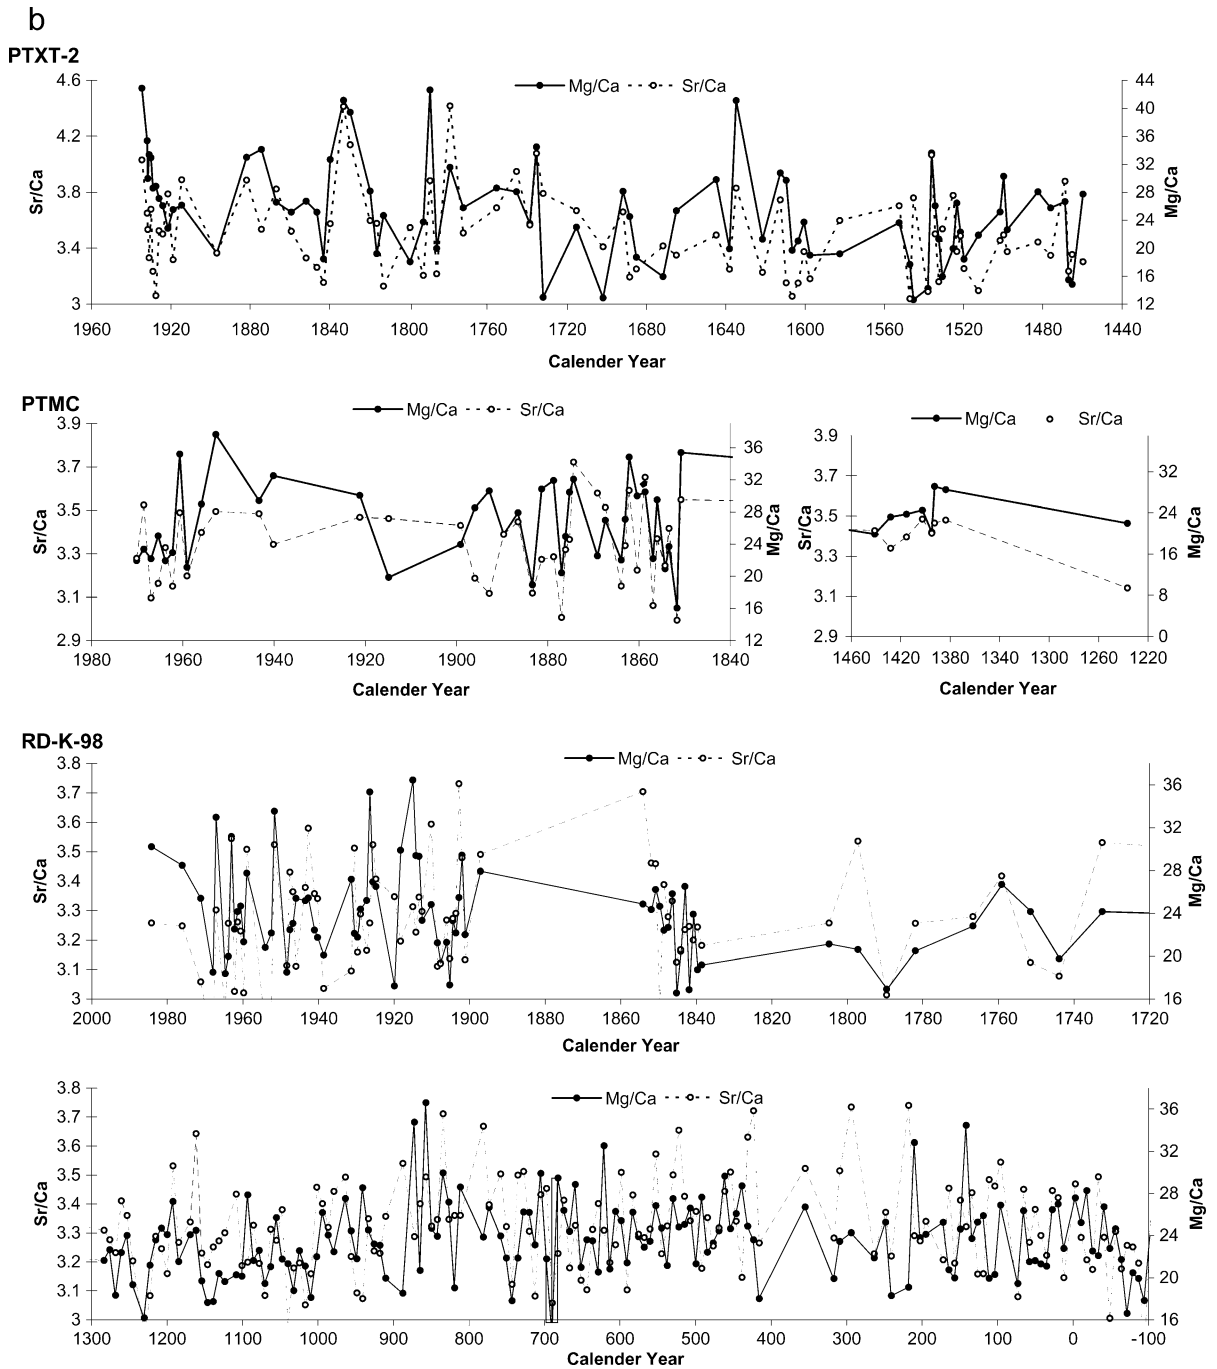 b
PTXT-2
Mg/Ca Sr/Ca
4.6 4.2 3.8 3.4 3
Sr/Ca
44 40 36 32 28 24 20 16 12
Mg/Ca
1960 1920 1880 1840 1800 1760 1720 1680 1640 1600 1560 1520 1480 1440
Calender Year
PTMC
Mg/Ca Sr/Ca
3.9 3.7 3.5 3.3 3.1 2.9
Sr/Ca
36 32 28 24 20 16 12
Mg/Ca
1980 1960 1940 1920 1900 1880 1860 1840
Calender Year
Mg/Ca Sr/Ca
3.9 3.7 3.5 3.3 3.1 2.9
Sr/Ca
32 24 16 8 0
Mg/Ca
1460 1420 1380 1340 1300 1260 1220
Calender Year
RD-K-98
Mg/Ca Sr/Ca
3.8 3.7 3.6 3.5 3.4 3.3 3.2 3.1 3
Sr/Ca
36 32 28 24 20 16
Mg/Ca
2000 1980 1960 1940 1920 1900 1880 1860 1840 1820 1800 1780 1760 1740 1720
Calender Year
Mg/Ca Sr/Ca
3.8 3.7 3.6 3.5 3.4 3.3 3.2 3.1 3
Sr/Ca
36 32 28 24 20 16
Mg/Ca
1300 1200 1100 1000 900 800 700 600 500 400 300 200 100 0 -100
Calender Year